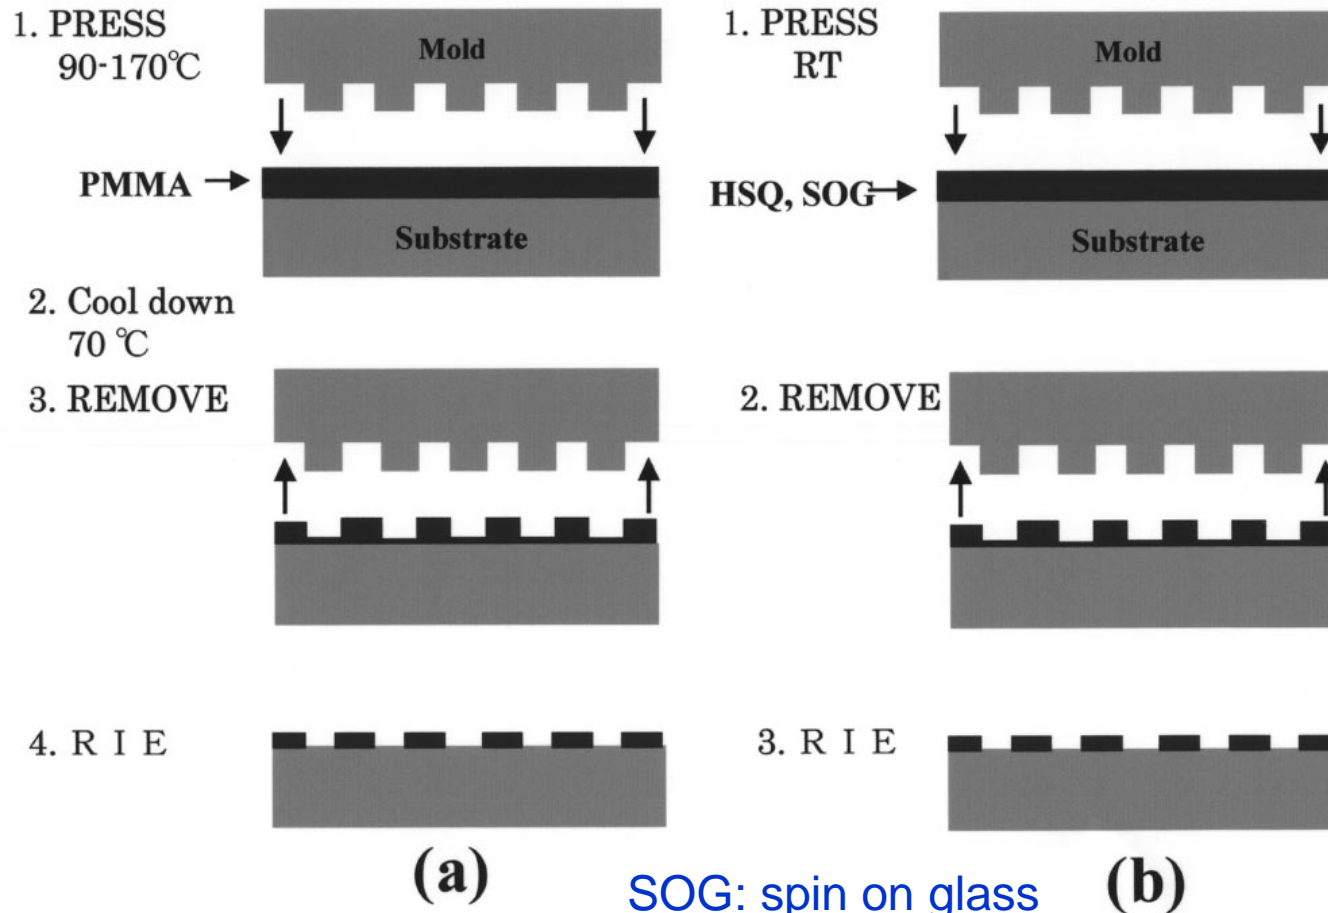 1. PRESS
90-170℃
Mold
PMMA →
Substrate
2. Cool down
70 ℃
3. REMOVE
4. R I E
(a)
1. PRESS
RT
Mold
HSQ, SOG→
Substrate
2. REMOVE
3. R I E
(b)
SOG: spin on glass